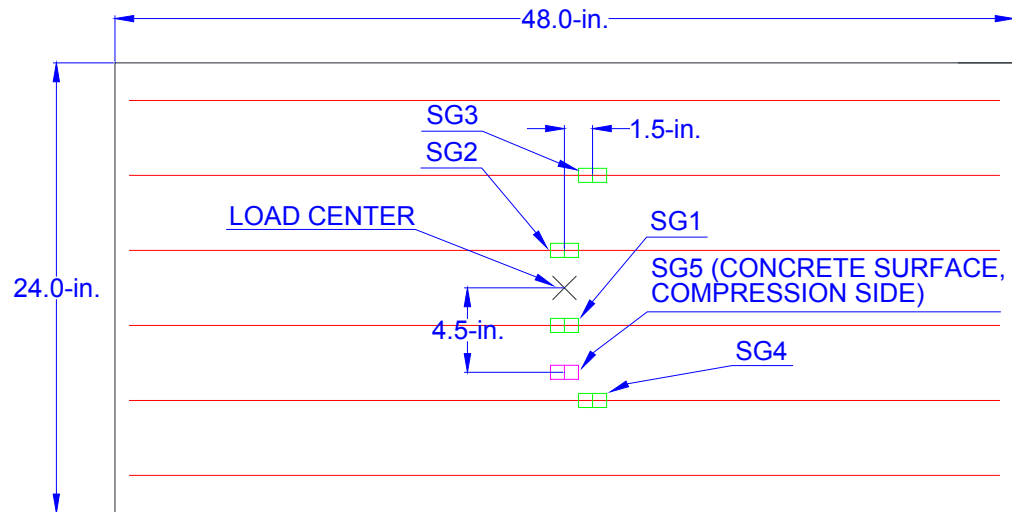 48.0-in.
SG3
1.5-in.
SG2
LOAD CENTER
SG1
SG5 (CONCRETE SURFACE,
COMPRESSION SIDE)
24.0-in.
4.5-in.
SG4